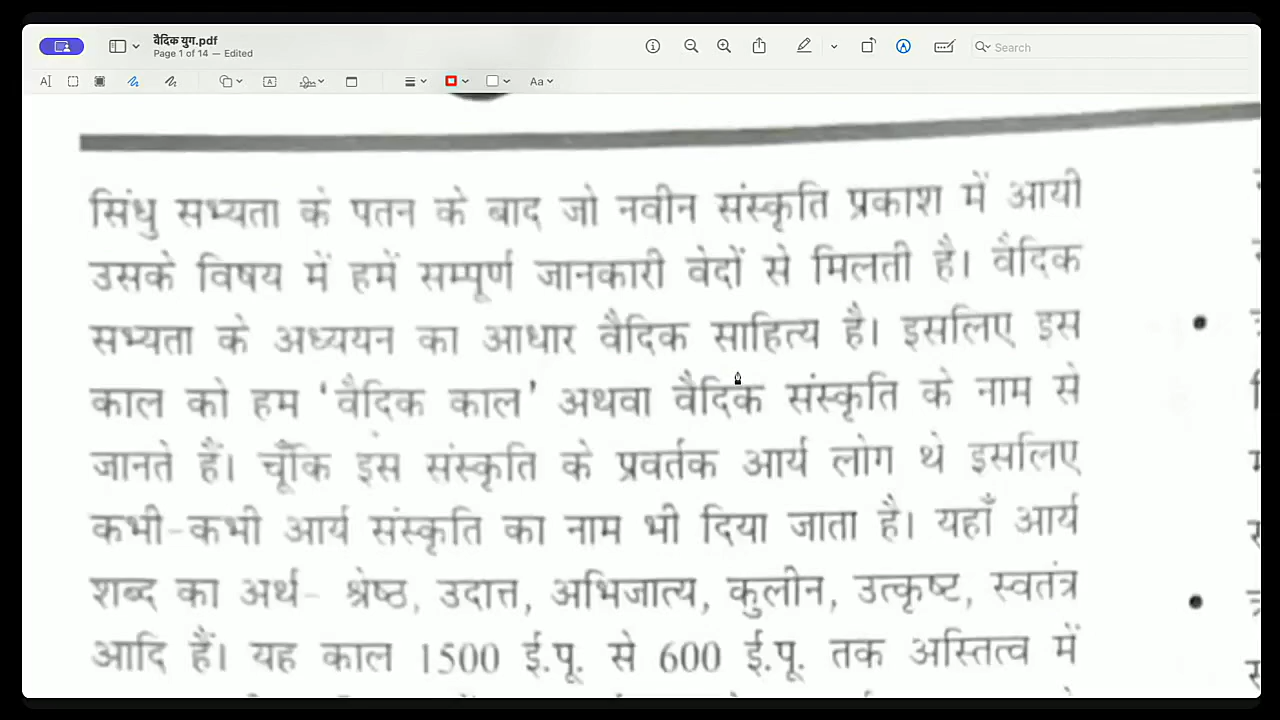 वैदिक युग.pdf
Page 1 of 14 — Edited
Search
Aa
सिंधु सभ्यता के पतन के बाद जो नवीन संस्कृति प्रकाश में आयी
उसके विषय में हमें सम्पूर्ण जानकारी वेदों से मिलती है। वैदिक
सभ्यता के अध्ययन का आधार वैदिक साहित्य है। इसलिए इस
काल को हम 'वैदिक काल' अथवा वैदिक संस्कृति के नाम से
जानते हैं। चूँकि इस संस्कृति के प्रवर्तक आर्य लोग थे इसलिए
कभी-कभी आर्य संस्कृति का नाम भी दिया जाता है। यहाँ आर्य
शब्द का अर्थ- श्रेष्ठ, उदात्त, अभिजात्य, कुलीन, उत्कृष्ट, स्वतंत्र
आदि हैं। यह काल 1500 ई.पू. से 600 ई.पू. तक अस्तित्व में